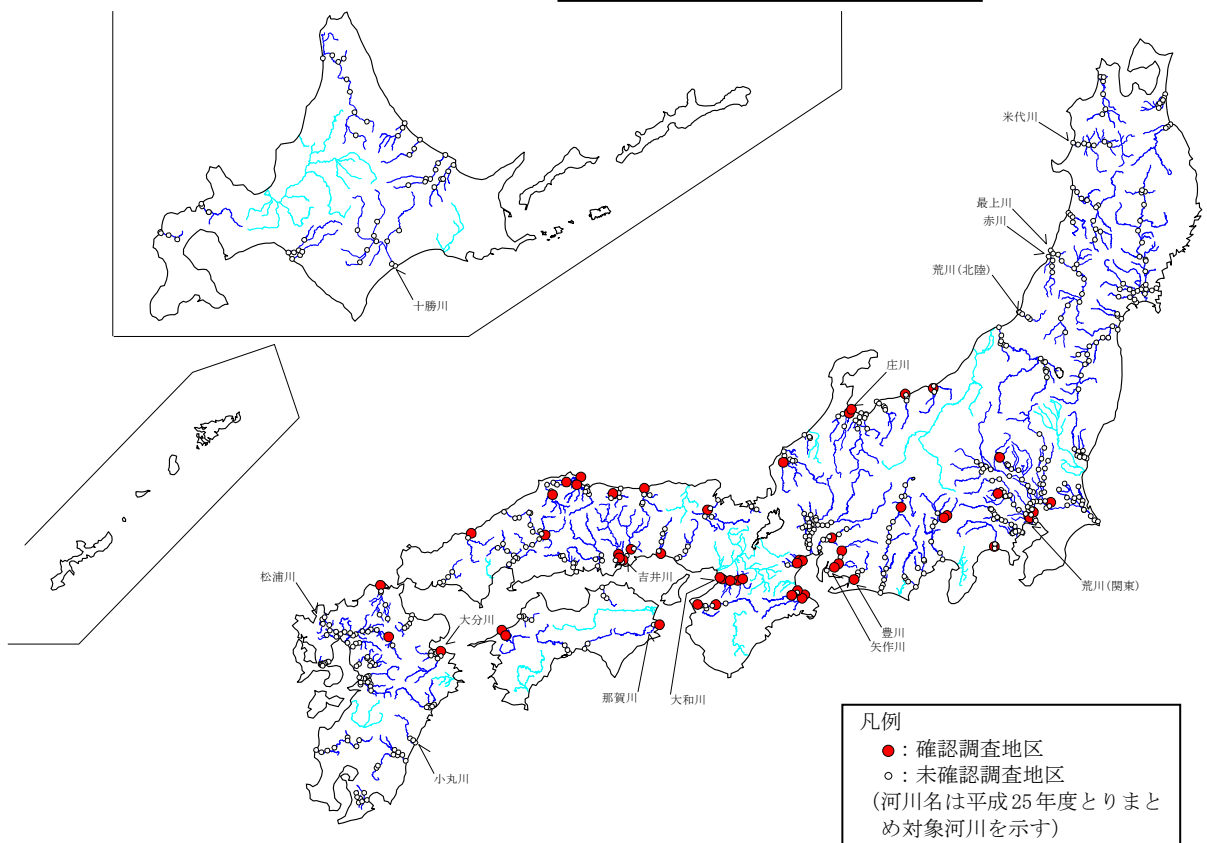 米代川
最上川
赤川
荒川(北陸)
十勝川
庄川
吉井川
松浦川
大分川
荒川(関東)
豊川
矢作川
那賀川
大和川
小丸川
凡例
：確認調査地区
：未確認調査地区
(河川名は平成25年度とりまと
め対象河川を示す)